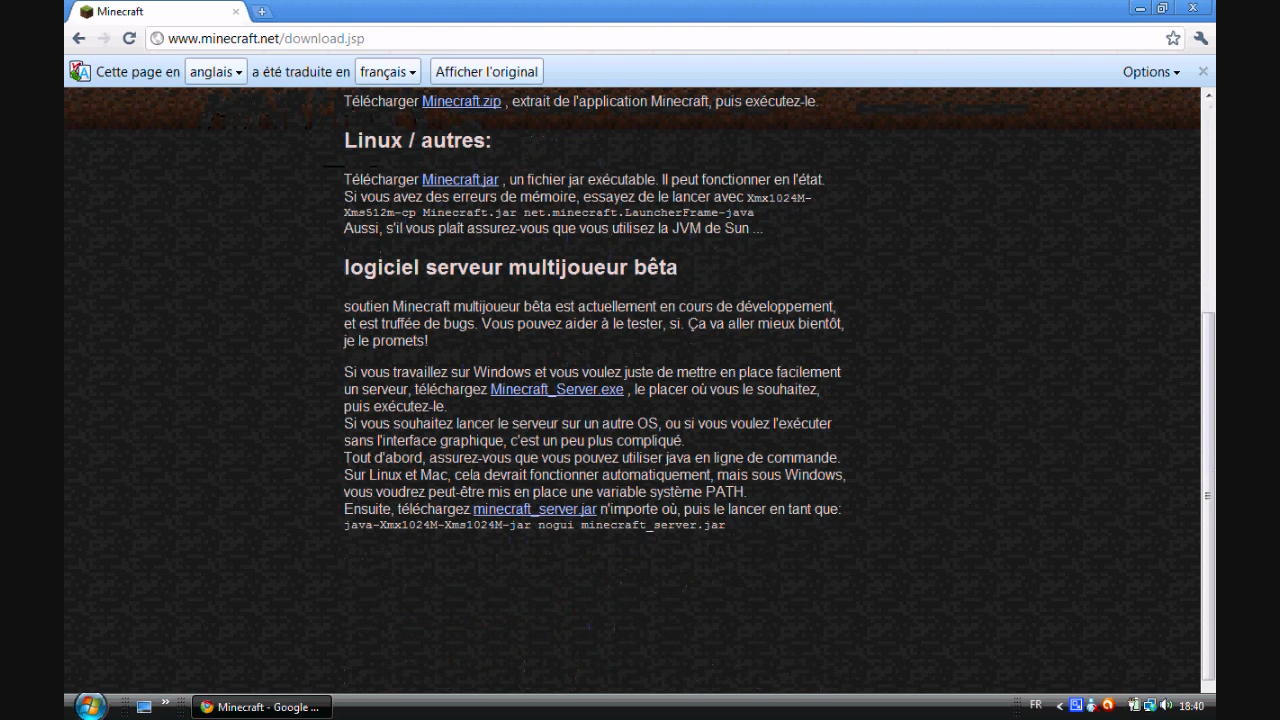 Minecraft
www.minecraft.net/download.jsp
Cette page en anglais a été traduite en français Afficher l'original Options
Télécharger Minecraft.zip , extrait de l'application Minecraft, puis exécutez-le.
Linux / autres:
Télécharger Minecraft.jar , un fichier jar exécutable. Il peut fonctionner en l'état.
Si vous avez des erreurs de mémoire, essayez de le lancer avec Xmx1024M-
Xms512m-cp Minecraft.jar net.minecraft.LauncherFrame-java
Aussi, s'il vous plaît assurez-vous que vous utilisez la JVM de Sun ...
logiciel serveur multijoueur bêta
soutien Minecraft multijoueur bêta est actuellement en cours de développement,
et est truffée de bugs. Vous pouvez aider à le tester, si. Ça va aller mieux bientôt,
je le promets!
Si vous travaillez sur Windows et vous voulez juste de mettre en place facilement
un serveur, téléchargez Minecraft_Server.exe , le placer où vous le souhaitez,
puis exécutez-le.
Si vous souhaitez lancer le serveur sur un autre OS, ou si vous voulez l'exécuter
sans l'interface graphique, c'est un peu plus compliqué.
Tout d'abord, assurez-vous que vous pouvez utiliser java en ligne de commande.
Sur Linux et Mac, cela devrait fonctionner automatiquement, mais sous Windows,
vous voudrez peut-être mis en place une variable système PATH.
Ensuite, téléchargez minecraft_server.jar n'importe où, puis le lancer en tant que:
java-Xmx1024M-Xms1024M-jar nogui minecraft_server.jar
Minecraft - Google ...
FR
18:40